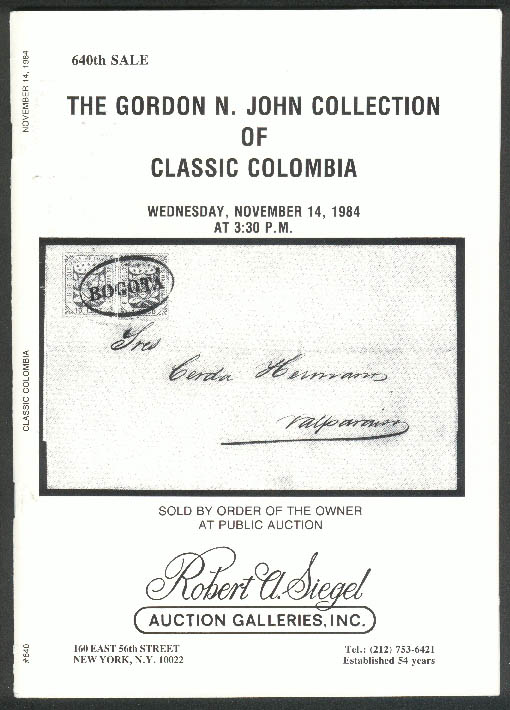 640th SALE
THE GORDON N. JOHN COLLECTION
OF
CLASSIC COLOMBIA
WEDNESDAY, NOVEMBER 14, 1984
AT 3:30 P.M.
BOGOTA
Sres
Cerda Hermanos
Valparaiso
SOLD BY ORDER OF THE OWNER
AT PUBLIC AUCTION
Robert A. Siegel
AUCTION GALLERIES, INC.
160 EAST 56th STREET
NEW YORK, N.Y. 10022
Tel.: (212) 753-6421
Established 54 years
NOVEMBER 14, 1984
CLASSIC COLOMBIA
#640